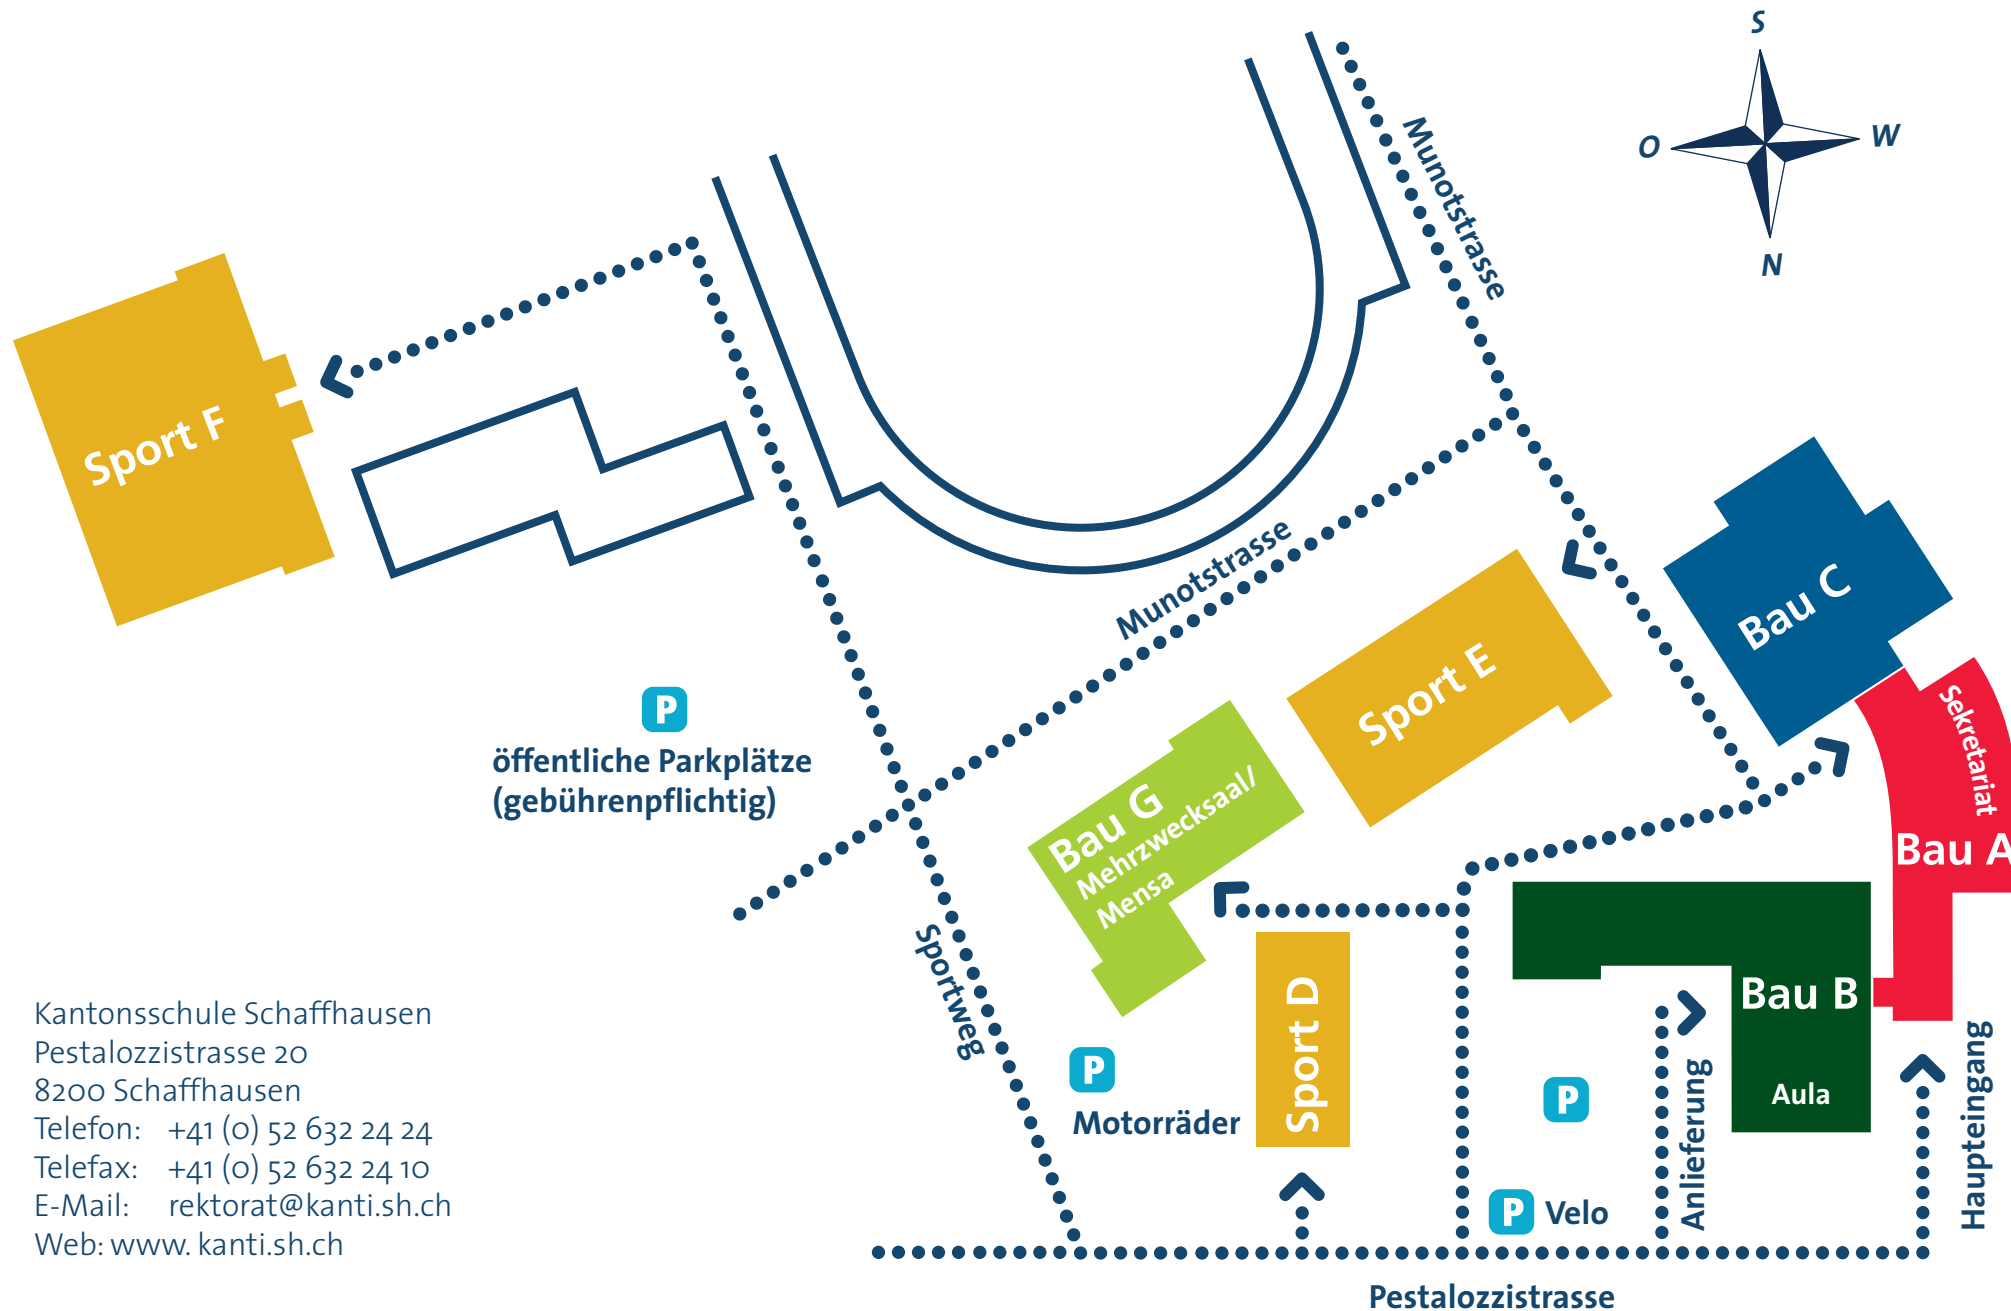 S
O
W
N
Munotstrasse
Sport F
Munotstrasse
Bau C
Sport E
P
öffentliche Parkplätze
(gebührenpflichtig)
Sekretariat
Bau G
Mehrzwecksaal/
Mensa
Bau A
Sportweg
Sport D
Bau B
Aula
P
Motorräder
P
Anlieferung
Haupteingang
P Velo
Pestalozzistrasse
Kantonsschule Schaffhausen
Pestalozzistrasse 20
8200 Schaffhausen
Telefon: +41 (0) 52 632 24 24
Telefax: +41 (0) 52 632 24 10
E-Mail: rektorat@kanti.sh.ch
Web: www. kanti.sh.ch